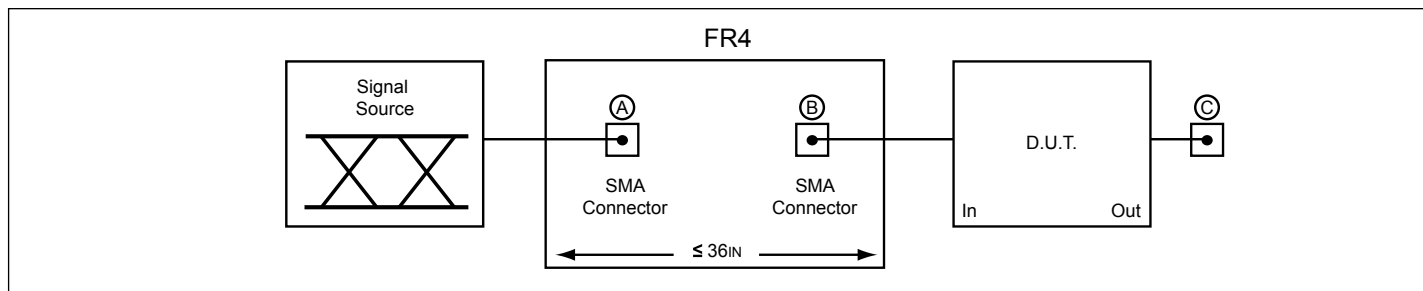 FR4
Signal
Source
A
B
C
D.U.T.
SMA
Connector
SMA
Connector
In
Out
≤ 36IN